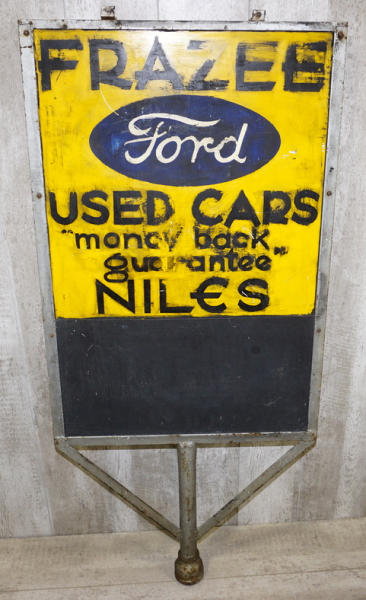 FRAZEE
Ford
USED CARS
"money back
guarantee"
NILES